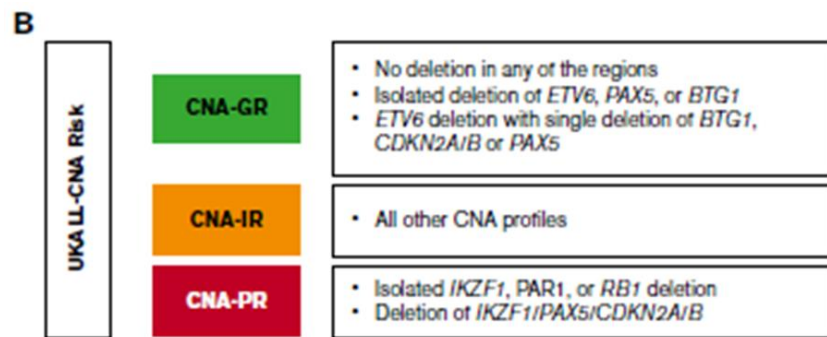 B
UKALL-CNA Risk
CNA-GR
• No deletion in any of the regions
• Isolated deletion of ETV6, PAX5, or BTG1
• ETV6 deletion with single deletion of BTG1,
CDKN2A/B or PAX5
CNA-IR
• All other CNA profiles
CNA-PR
• Isolated IKZF1, PAR1, or RB1 deletion
• Deletion of IKZF1/PAX5/CDKN2A/B